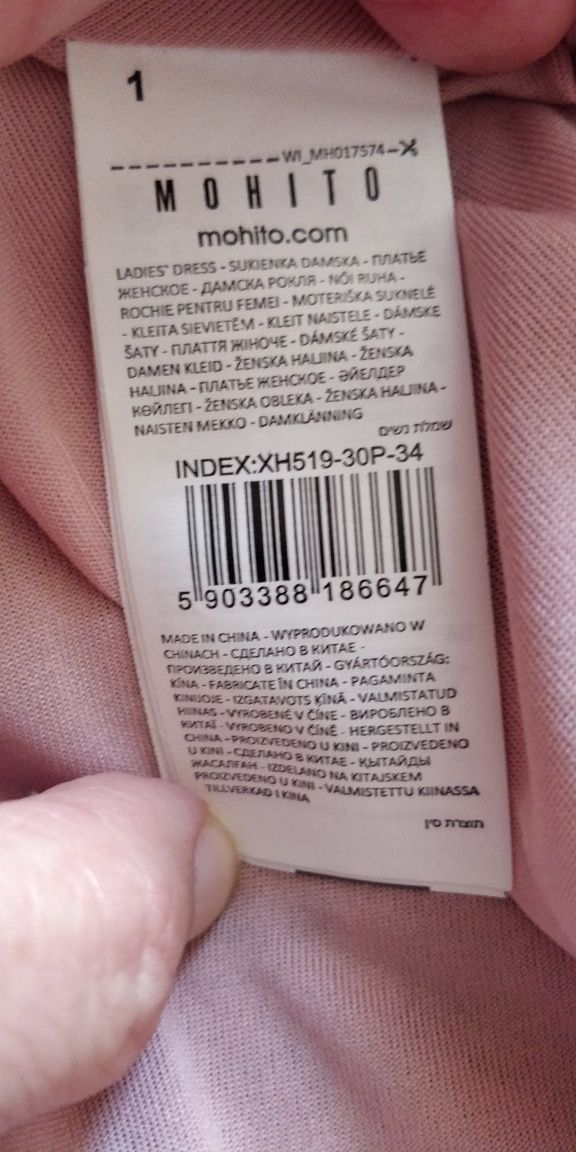 1
WI_MH017574
MOHITO
mohito.com
LADIES' DRESS - SUKIENKA DAMSKA - ПЛАТЬЕ
ЖЕНСКОЕ - ДАМСКА РОКЛЯ - NŐI RUHA -
ROCHIE PENTRU FEMEI - MOTERIŠKA SUKNELĖ
- KLEITA SIEVIETĒM - KLEIT NAISTELE - DÁMSKE
ŠATY - ПЛАТТЯ ЖІНОЧЕ - DÁMSKÉ ŠATY -
DAMEN KLEID - ŽENSKA HALJINA - ŽENSKA
HALJINA - ПЛАТЬЕ ЖЕНСКОЕ - ӘЙЕЛДЕР
КӨЙЛЕГІ - ŽENSKA OBLEKA - ŽENSKA HALJINA -
NAISTEN MEKKO - DAMKLÄNNING
שמלות נשים
INDEX:XH519-30P-34
5 903388 186647
MADE IN CHINA - WYPRODUKOWANO W
CHINACH - СДЕЛАНО В КИТАЕ -
ПРОИЗВЕДЕНО В КИТАЙ - GYÁRTÓORSZÁG:
KÍNA - FABRICATE ÎN CHINA - PAGAMINTA
KINIJOJE - IZGATAVOTS ĶĪNĀ - VALMISTATUD
HIINAS - VYROBENÉ V ČÍNE - ВИРОБЛЕНО В
КИТАЇ - VYROBENO V ČÍNĚ - HERGESTELLT IN
CHINA - PROIZVEDENO U KINI - PROIZVEDENO
U KINI - СДЕЛАНО В КИТАЕ - ҚЫТАЙДЫ
ЖАСАЛҒАН - IZDELANO NA KITAJSKEM
PROIZVEDENO U KINI - VALMISTETTU KIINASSA
TILLVERKAD I KINA
תוצרת סין